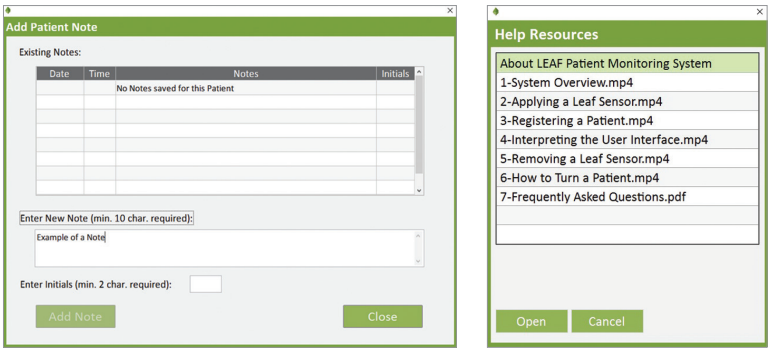 Add Patient Note
Existing Notes:
Date Time Notes Initials
No Notes saved for this Patient
Enter New Note (min. 10 char. required):
Example of a Note
Enter Initials (min. 2 char. required):
Add Note Close
Help Resources
About LEAF Patient Monitoring System
1-System Overview.mp4
2-Applying a Leaf Sensor.mp4
3-Registering a Patient.mp4
4-Interpreting the User Interface.mp4
5-Removing a Leaf Sensor.mp4
6-How to Turn a Patient.mp4
7-Frequently Asked Questions.pdf
Open Cancel